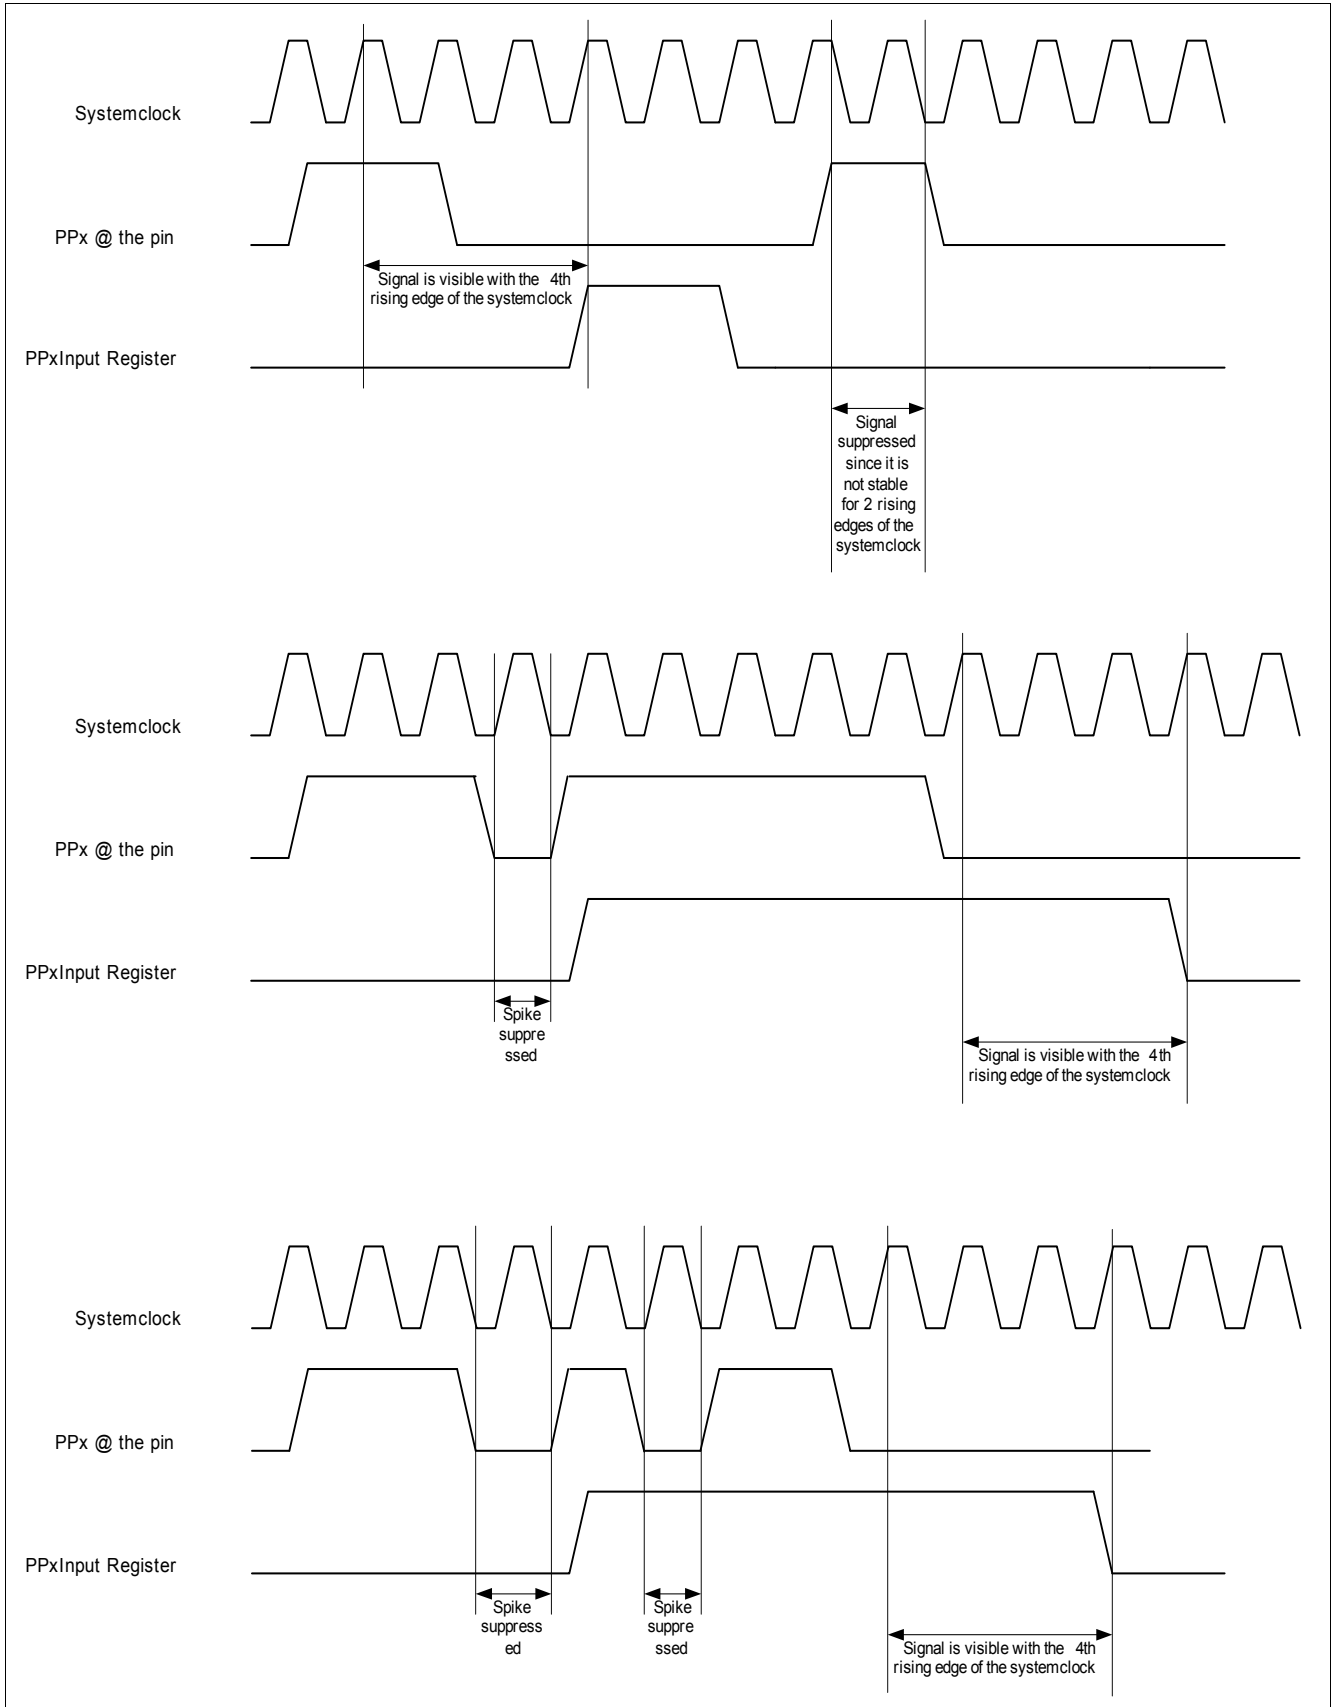 Systemclock
PPx @ the pin
Signal is visible with the 4th
rising edge of the systemclock
PPxInput Register
Signal
suppressed
since it is
not stable
for 2 rising
edges of the
systemclock
Systemclock
PPx @ the pin
PPxInput Register
Spike
suppre
ssed
Signal is visible with the 4th
rising edge of the systemclock
Systemclock
PPx @ the pin
PPxInput Register
Spike
suppress
ed
Spike
suppre
ssed
Signal is visible with the 4th
rising edge of the systemclock